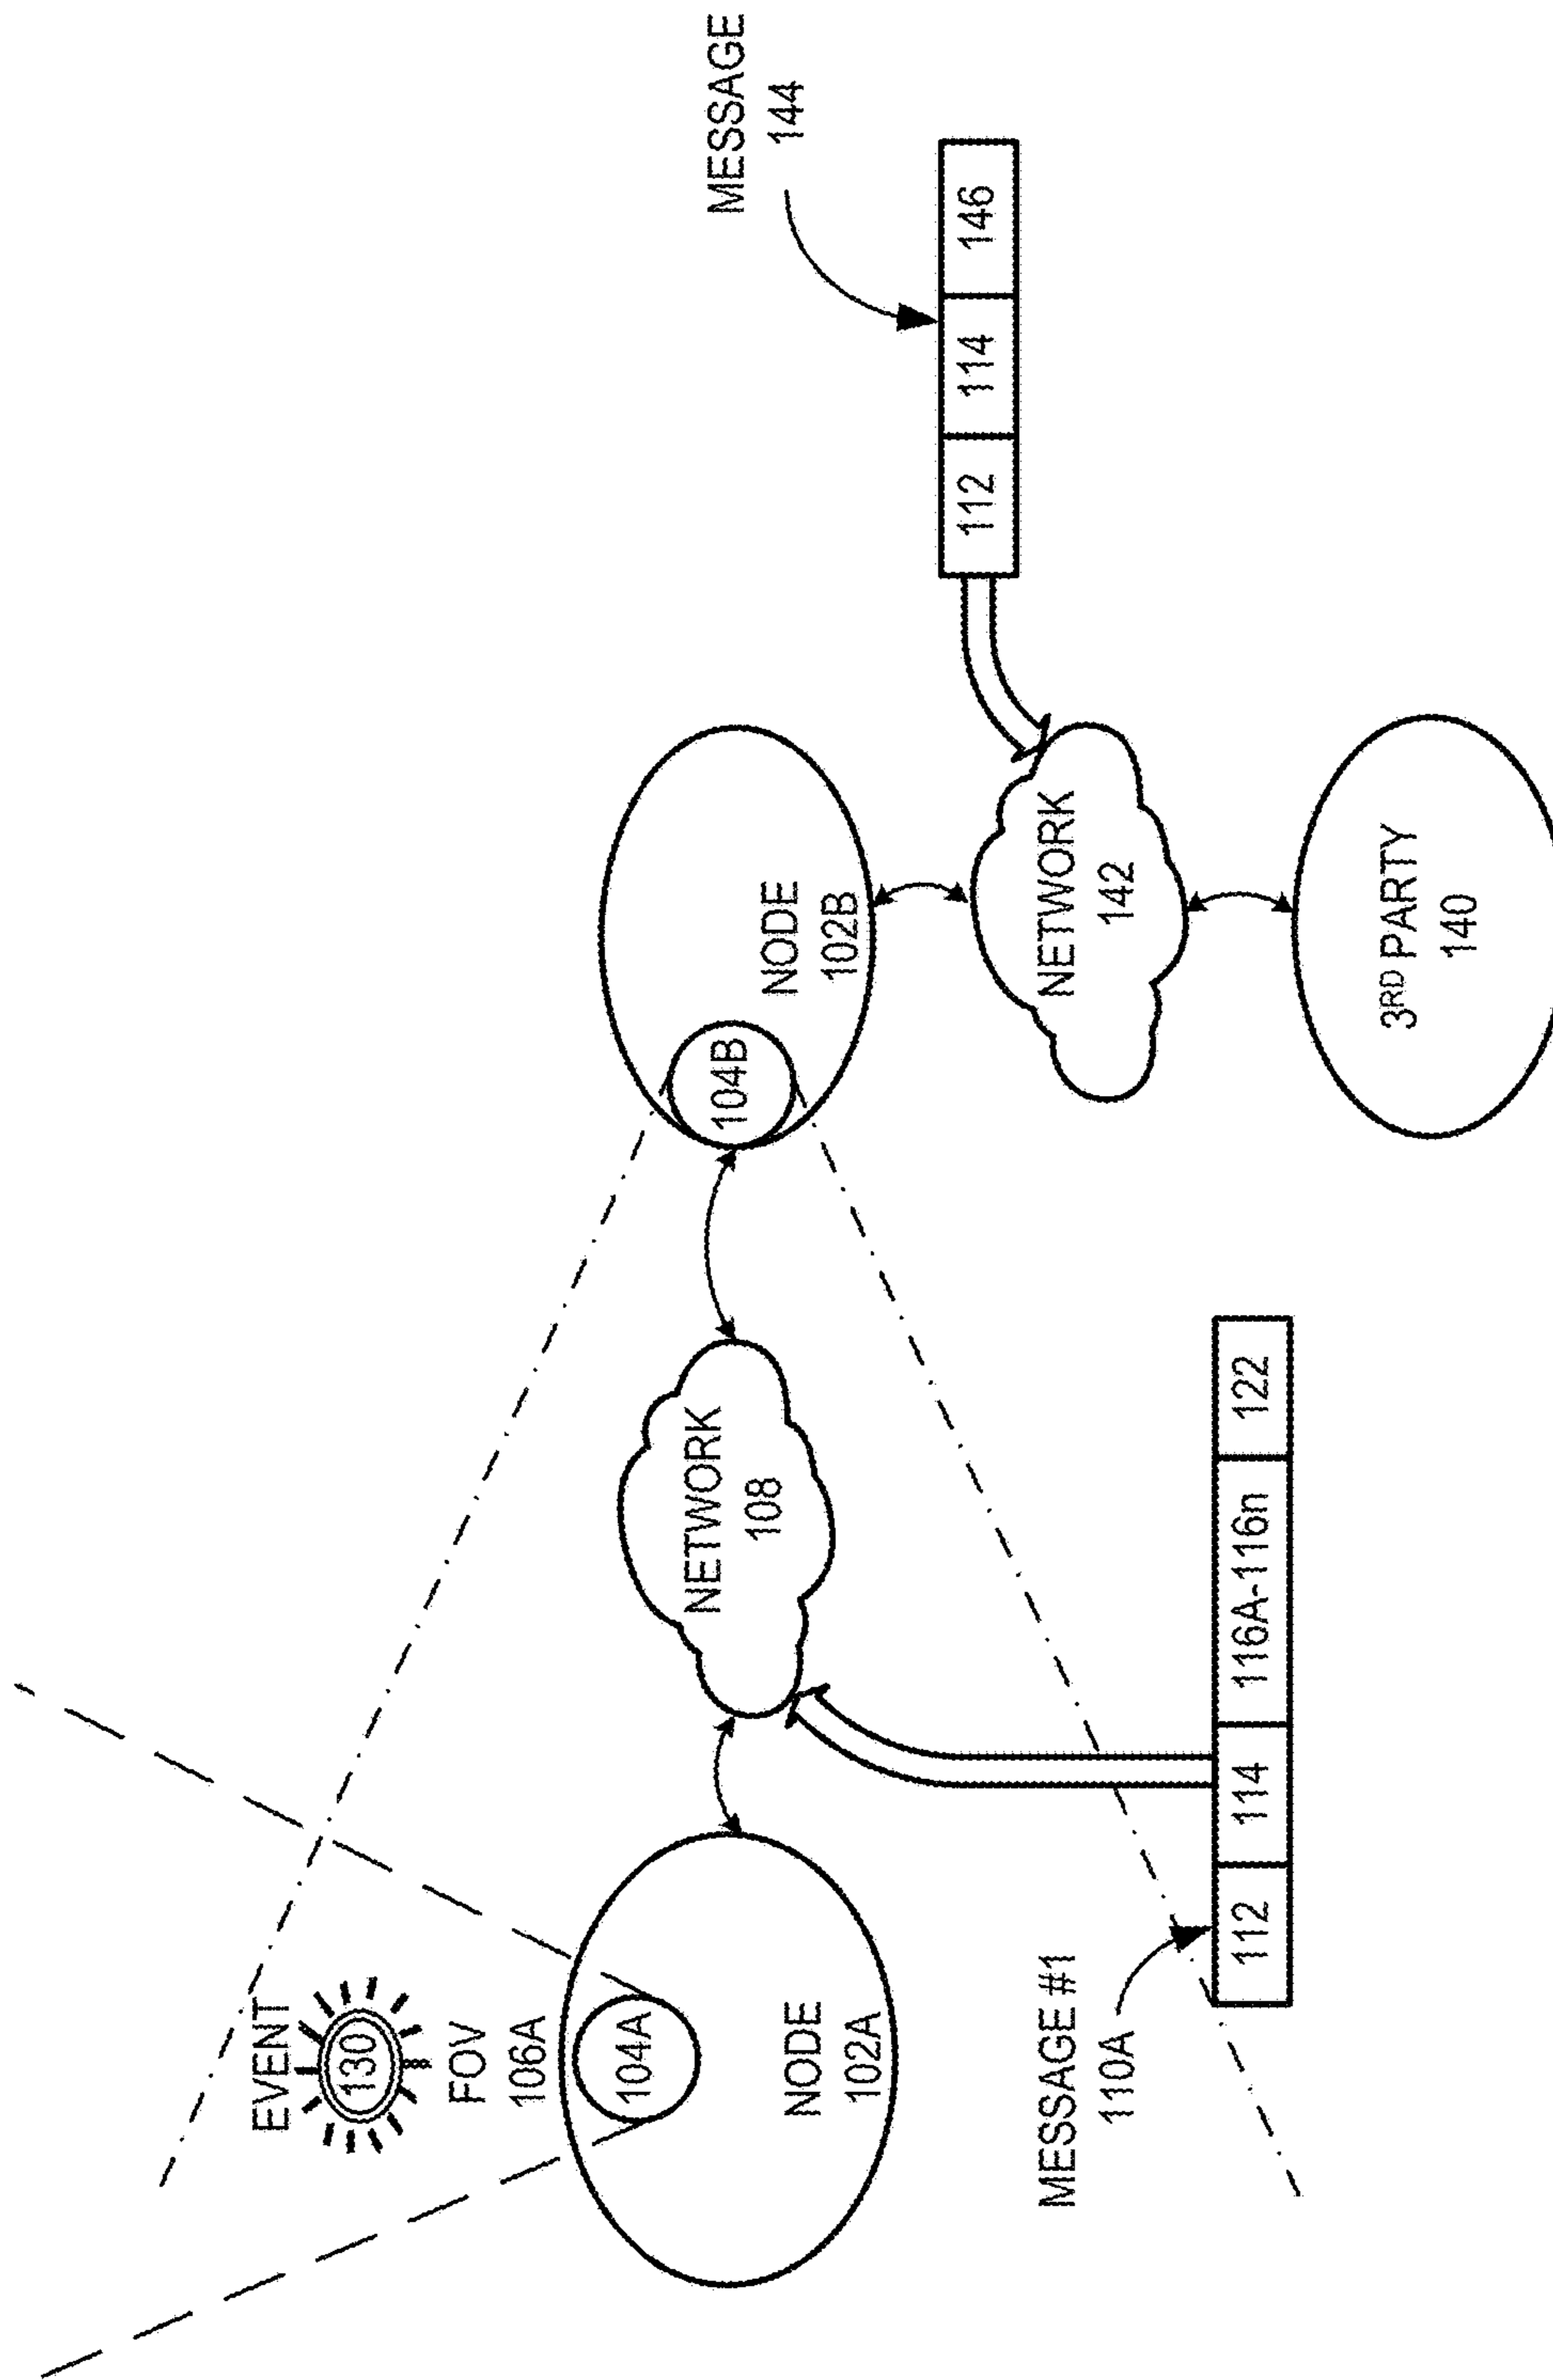 EVENT
130
FOV
106A
104A
NODE
102A
NETWORK
108
104B
NODE
102B
MESSAGE #1
110A
112
114
116A-116n
122
NETWORK
142
3RD PARTY
140
MESSAGE
144
112
114
146